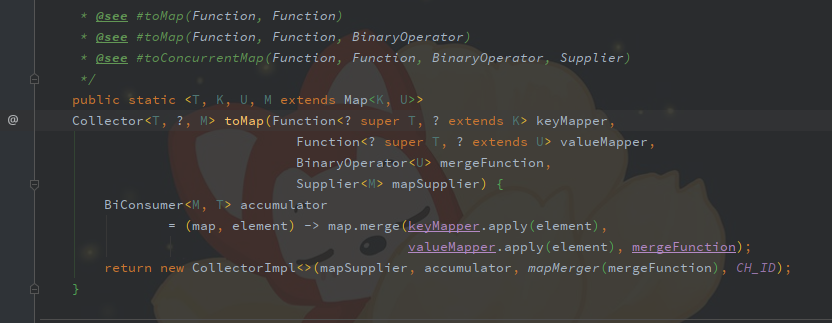 * @see #toMap(Function, Function)
* @see #toMap(Function, Function, BinaryOperator)
* @see #toConcurrentMap(Function, Function, BinaryOperator, Supplier)
*/
public static <T, K, U, M extends Map<K, U>>
@ Collector<T, ?, M> toMap(Function<? super T, ? extends K> keyMapper,
Function<? super T, ? extends U> valueMapper,
BinaryOperator<U> mergeFunction,
Supplier<M> mapSupplier) {
BiConsumer<M, T> accumulator
= (map, element) -> map.merge(keyMapper.apply(element),
valueMapper.apply(element), mergeFunction);
return new CollectorImpl<>(mapSupplier, accumulator, mapMerger(mergeFunction), CH_ID);
}